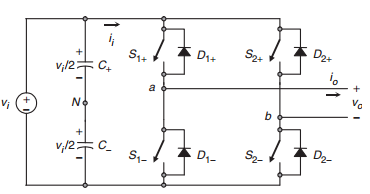 i_i
+
v_i/2
C_+
−
S_1+
D_1+
S_2+
D_2+
v_i
+
−
N
a
i_o
+
v_o
b
−
+
v_i/2
C_−
−
S_1−
D_1−
S_2−
D_2−